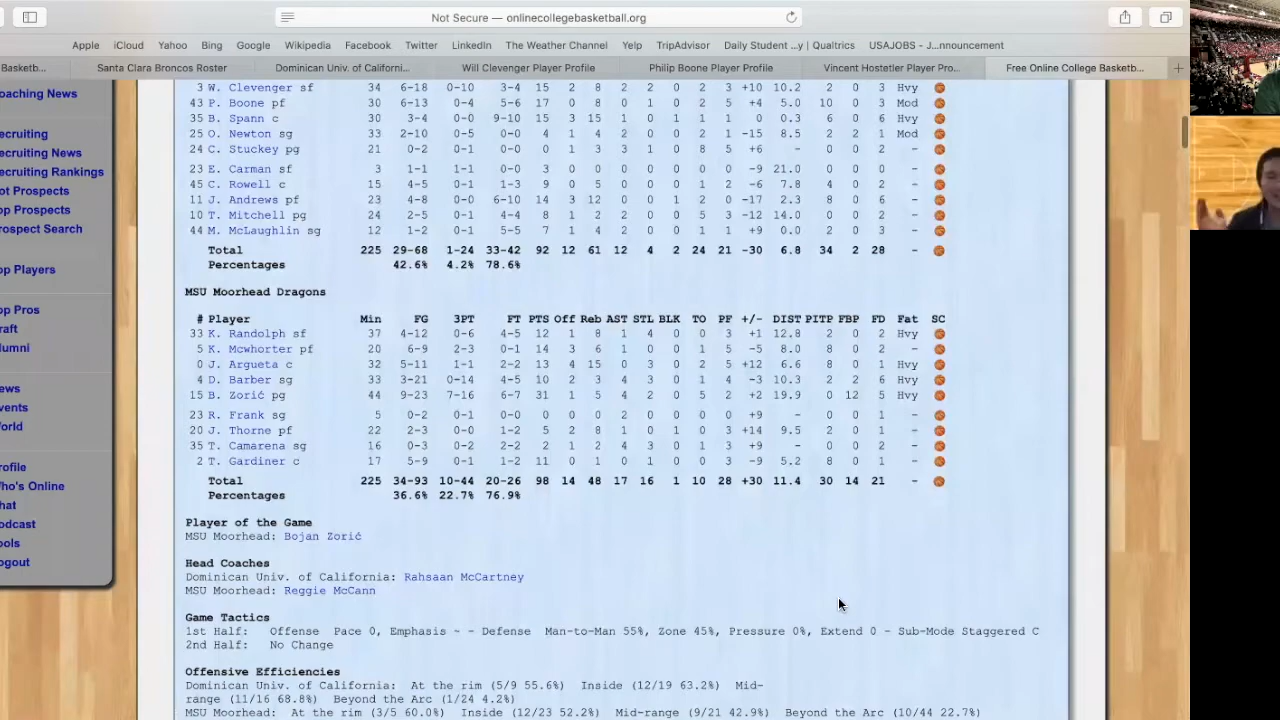 Not Secure — onlinecollegebasketball.org
Apple iCloud Yahoo Bing Google Wikipedia Facebook Twitter LinkedIn The Weather Channel Yelp TripAdvisor Daily Student ...y | Qualtrics USAJOBS - J...nnouncement
Basketb... Santa Clara Broncos Roster Dominican Univ. of Californi... Will Clevenger Player Profile Philip Boone Player Profile Vincent Hostetler Player Pro... Free Online College Basketb... +
oaching News
ecruiting
ecruiting News
ecruiting Rankings
ot Prospects
op Prospects
rospect Search
op Players
op Pros
raft
lumni
ews
vents
orld
rofile
ho's Online
hat
odcast
ools
ogout
3 W. Clevenger sf 34 6-18 0-10 3-4 15 2 8 2 2 0 2 3 +10 10.2 2 0 3 Hvy
43 P. Boone pf 30 6-13 0-4 5-6 17 0 8 0 1 0 2 5 +4 5.0 10 0 3 Mod
35 B. Spann c 30 3-4 0-0 9-10 15 3 15 1 0 0 1 0 0.3 6 0 6 Hvy
25 O. Newton sg 33 2-10 0-5 0-0 4 1 4 2 0 0 2 1 -15 8.5 2 2 1 Mod
24 C. Stuckey pg 21 0-2 0-1 0-0 0 1 3 3 1 0 8 5 +6 - 0 0 2 -
23 E. Carman sf 3 1-1 1-1 0-0 3 0 0 0 0 0 0 0 -9 21.0 0 0 0 -
45 C. Rowell c 15 4-5 0-1 1-3 9 0 5 0 0 0 1 2 -6 7.8 4 0 2 -
11 J. Andrews pf 23 4-8 0-0 6-10 14 3 12 0 0 1 2 0 -17 2.3 8 0 6 -
10 T. Mitchell pg 24 2-5 0-1 4-4 8 1 2 2 0 0 5 3 -12 14.0 0 0 2 -
44 M. McLaughlin sg 12 1-2 0-1 5-5 7 1 4 2 0 0 1 1 +9 0.0 2 0 3 -
Total 225 29-68 1-24 33-42 92 12 61 12 4 2 24 21 -30 6.8 34 2 28 -
Percentages 42.6% 4.2% 78.6%
MSU Moorhead Dragons
# Player Min FG 3PT FT PTS Off Reb AST STL BLK TO PF +/- DIST PITP FBP FD Fat SC
33 K. Randolph sf 37 4-12 0-6 4-5 12 1 8 1 4 0 0 3 +1 12.8 2 0 2 Hvy
5 K. Mcwhorter pf 20 6-9 2-3 0-1 14 3 6 1 0 0 1 5 -5 8.0 8 0 2 -
0 J. Argueta c 32 5-11 1-1 2-2 13 4 15 0 3 0 2 5 +12 6.6 8 0 1 Hvy
4 D. Barber sg 33 3-21 0-14 4-5 10 2 3 4 3 0 1 4 -3 10.3 2 2 6 Hvy
15 B. Zorić pg 44 9-23 7-16 6-7 31 1 5 4 2 0 5 2 +2 19.9 0 12 5 Hvy
23 R. Frank sg 5 0-2 0-1 0-0 0 0 0 2 0 0 0 0 +9 - 0 0 1 -
20 J. Thorne pf 22 2-3 0-0 1-2 5 2 8 1 0 1 0 3 +14 9.5 2 0 1 -
35 T. Camarena sg 16 0-3 0-2 2-2 2 1 2 4 3 0 1 3 +9 - 0 0 2 -
2 T. Gardiner c 17 5-9 0-1 1-2 11 0 1 0 1 0 0 3 -9 5.2 8 0 1 -
Total 225 34-93 10-44 20-26 98 14 48 17 16 1 10 28 +30 11.4 30 14 21 -
Percentages 36.6% 22.7% 76.9%
Player of the Game
MSU Moorhead: Bojan Zorić
Head Coaches
Dominican Univ. of California: Rahsaan McCartney
MSU Moorhead: Reggie McCann
Game Tactics
1st Half: Offense Pace 0, Emphasis ~ - Defense Man-to-Man 55%, Zone 45%, Pressure 0%, Extend 0 - Sub-Mode Staggered C
2nd Half: No Change
Offensive Efficiencies
Dominican Univ. of California: At the rim (5/9 55.6%) Inside (12/19 63.2%) Mid-
range (11/16 68.8%) Beyond the Arc (1/24 4.2%)
MSU Moorhead: At the rim (3/5 60.0%) Inside (12/23 52.2%) Mid-range (9/21 42.9%) Beyond the Arc (10/44 22.7%)